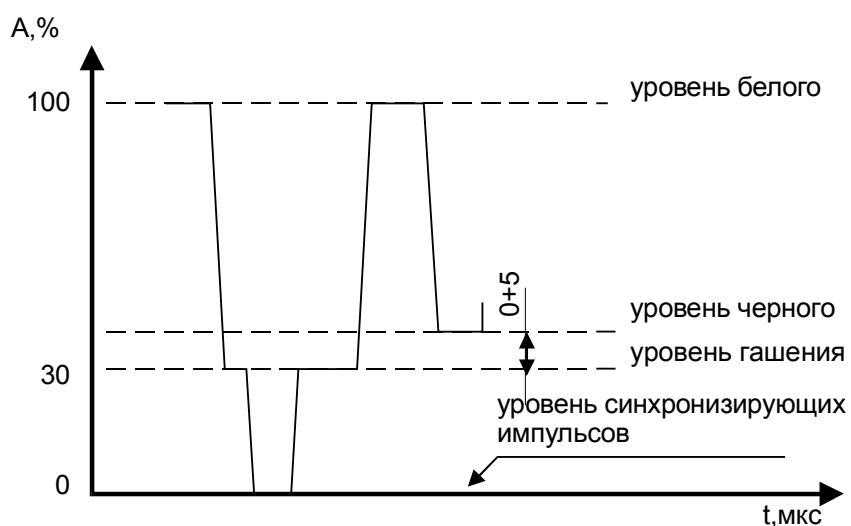 А,%
100
уровень белого
0+5
уровень черного
уровень гашения
30
уровень синхронизирующих
импульсов
0
t,мкс